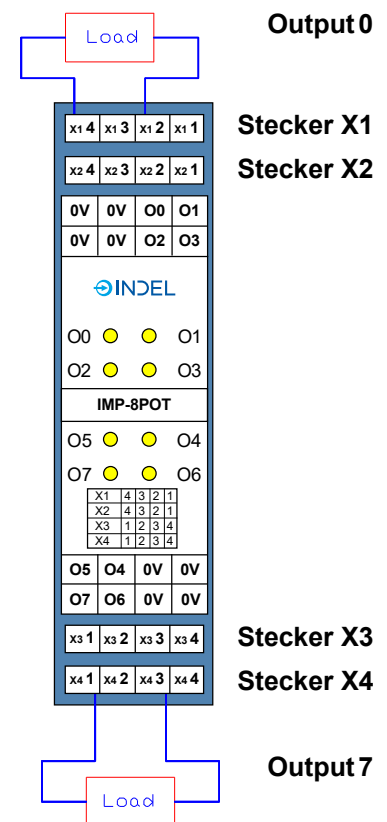 Output 0
Load
x1 4 x1 3 x1 2 x1 1
Stecker X1
x2 4 x2 3 x2 2 x2 1
Stecker X2
0V 0V O0 O1
0V 0V O2 O3
INDEL
O0 O1
O2 O3
IMP-8POT
O5 O4
O7 O6
X1 4 3 2 1
X2 4 3 2 1
X3 1 2 3 4
X4 1 2 3 4
O5 O4 0V 0V
O7 O6 0V 0V
x3 1 x3 2 x3 3 x3 4
Stecker X3
x4 1 x4 2 x4 3 x4 4
Stecker X4
Output 7
Load